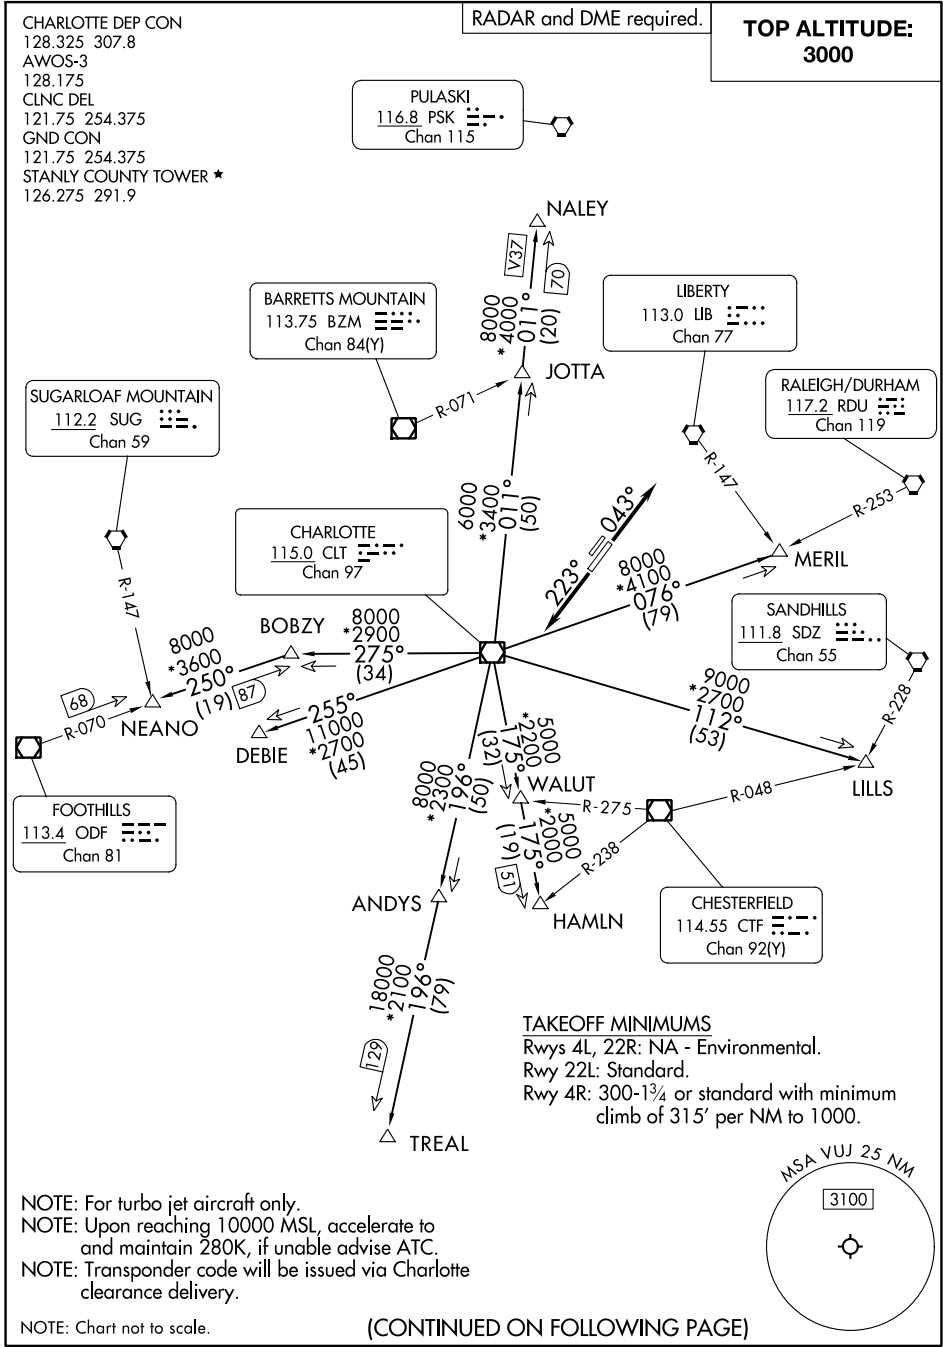 CHARLOTTE DEP CON
128.325 307.8
AWOS-3
128.175
CLNC DEL
121.75 254.375
GND CON
121.75 254.375
STANLY COUNTY TOWER ★
126.275 291.9
RADAR and DME required.
TOP ALTITUDE:
3000
PULASKI
116.8 PSK
Chan 115
NALEY
V37
70
8000
*4000
011°
(20)
BARRETTS MOUNTAIN
113.75 BZM
Chan 84(Y)
LIBERTY
113.0 LIB
Chan 77
JOTTA
R-071
SUGARLOAF MOUNTAIN
112.2 SUG
Chan 59
RALEIGH/DURHAM
117.2 RDU
Chan 119
R-147
R-253
6000
*3400
011°
(50)
043°
223°
CHARLOTTE
115.0 CLT
Chan 97
MERIL
8000
*4100
076°
(79)
R-147
SANDHILLS
111.8 SDZ
Chan 55
BOBZY
8000
*2900
275°
(34)
8000
*3600
250°
(19)
87
68
R-070
NEANO
DEBIE
255°
11000
*2700
(45)
9000
*2700
112°
(53)
R-228
LILLS
5000
*2200
175°
(32)
WALUT
R-275
R-048
FOOTHILLS
113.4 ODF
Chan 81
8000
*2300
196°
(50)
5000
*2000
175°
(19)
51
R-238
ANDYS
HAMLN
CHESTERFIELD
114.55 CTF
Chan 92(Y)
18000
*2100
196°
(79)
129
TREAL
TAKEOFF MINIMUMS
Rwys 4L, 22R: NA - Environmental.
Rwy 22L: Standard.
Rwy 4R: 300-1¾ or standard with minimum
climb of 315' per NM to 1000.
MSA VUJ 25 NM
3100
NOTE: For turbo jet aircraft only.
NOTE: Upon reaching 10000 MSL, accelerate to
and maintain 280K, if unable advise ATC.
NOTE: Transponder code will be issued via Charlotte
clearance delivery.
NOTE: Chart not to scale.
(CONTINUED ON FOLLOWING PAGE)